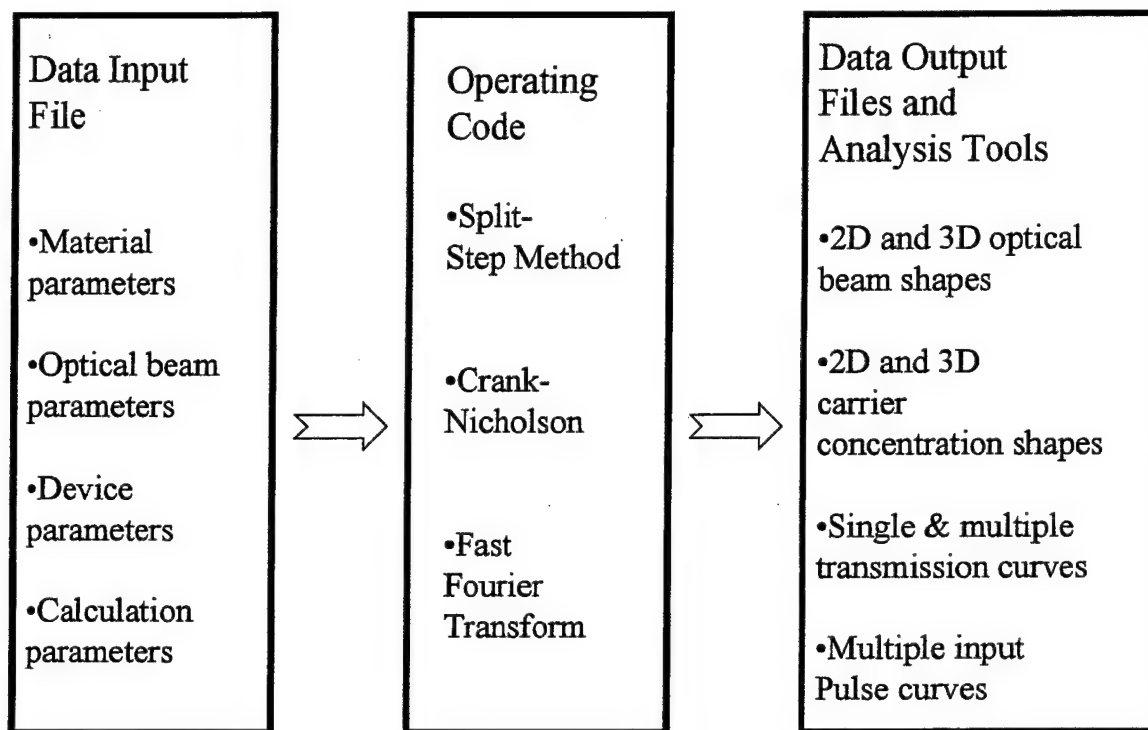 Data Input
File
•Material
parameters
•Optical beam
parameters
•Device
parameters
•Calculation
parameters
Operating
Code
•Split-
Step Method
•Crank-
Nicholson
•Fast
Fourier
Transform
Data Output
Files and
Analysis Tools
•2D and 3D optical
beam shapes
•2D and 3D
carrier
concentration shapes
•Single & multiple
transmission curves
•Multiple input
Pulse curves